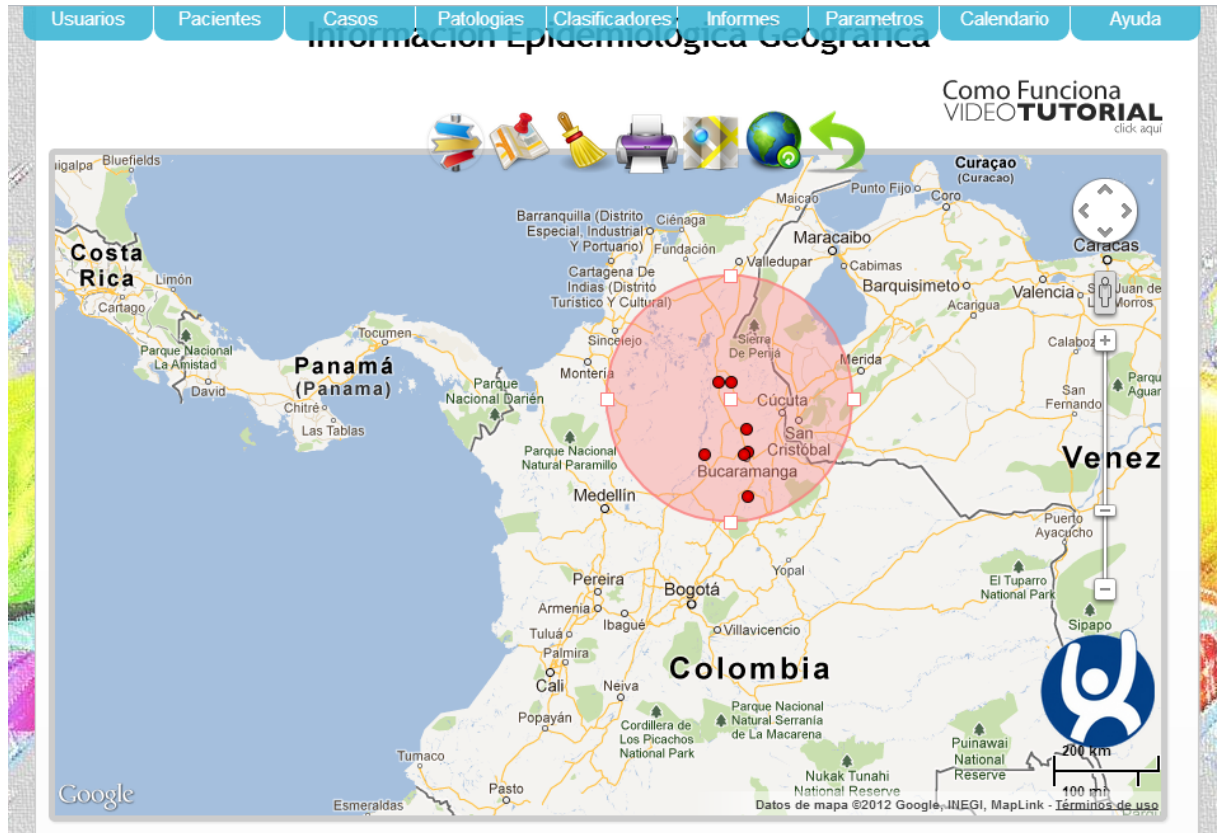 Usuarios
Pacientes
Casos
Patologias
Clasificadores
Informes
Parametros
Calendario
Ayuda
Información Epidemiológica Geográfica
Como Funciona
VIDEOTUTORIAL
click aquí
igalpa
Bluefields
Curaçao
(Curacao)
Punto Fijo
Coro
Maicao
Barranquilla (Distrito
Especial, Industrial
Y Portuario)
Ciénaga
Fundación
Maracaibo
Caracas
Costa
Rica
Limón
Cartago
Valledupar
Cabimas
Cartagena De
Indias (Distrito
Turístico Y Cultural)
Barquisimeto
Valencia
Juan de
Morros
Acarigua
Tocumen
Sincelejo
Sierra
De Perijá
Calaboz
Parque Nacional
La Amistad
David
Panamá
(Panama)
Chitré
Las Tablas
Parque
Nacional Darién
Montería
Merida
Cúcuta
San
Cristóbal
San
Fernando
Parqu
Aguar
Parque Nacional
Natural Paramillo
Bucaramanga
Venez
Medellín
Puerto
Ayacucho
Yopal
Pereira
Bogotá
El Tuparro
National Park
Armenia
Ibagué
Villavicencio
Sipapo
Tuluá
Palmira
Cali
Neiva
Colombia
Popayán
Cordillera de
Los Picachos
National Park
Parque Nacional
Natural Serranía
de La Macarena
Puinawai
National
Reserve
200 km
100 mi
Tumaco
Nukak Tunahi
National Reserve
Pasto
Google
Esmeraldas
Datos de mapa ©2012 Google, INEGI, MapLink - Términos de uso